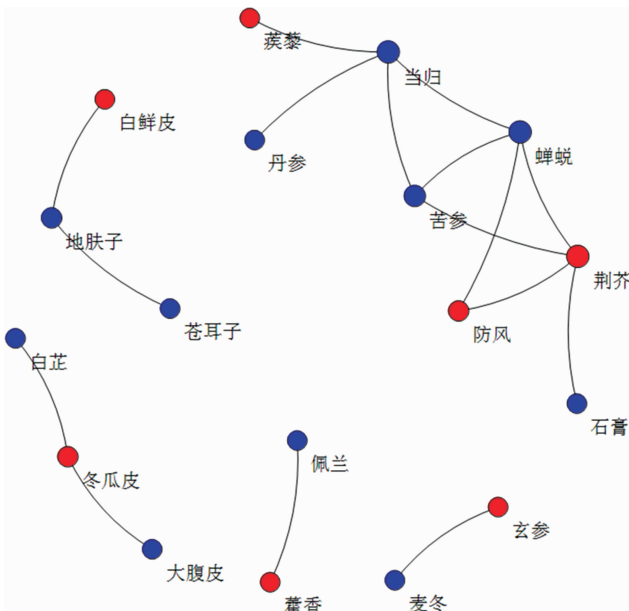 蒺藜
当归
白鲜皮
丹参
蝉蜕
苦参
地肤子
荆芥
苍耳子
防风
白芷
石膏
佩兰
冬瓜皮
玄参
大腹皮
藿香
麦冬